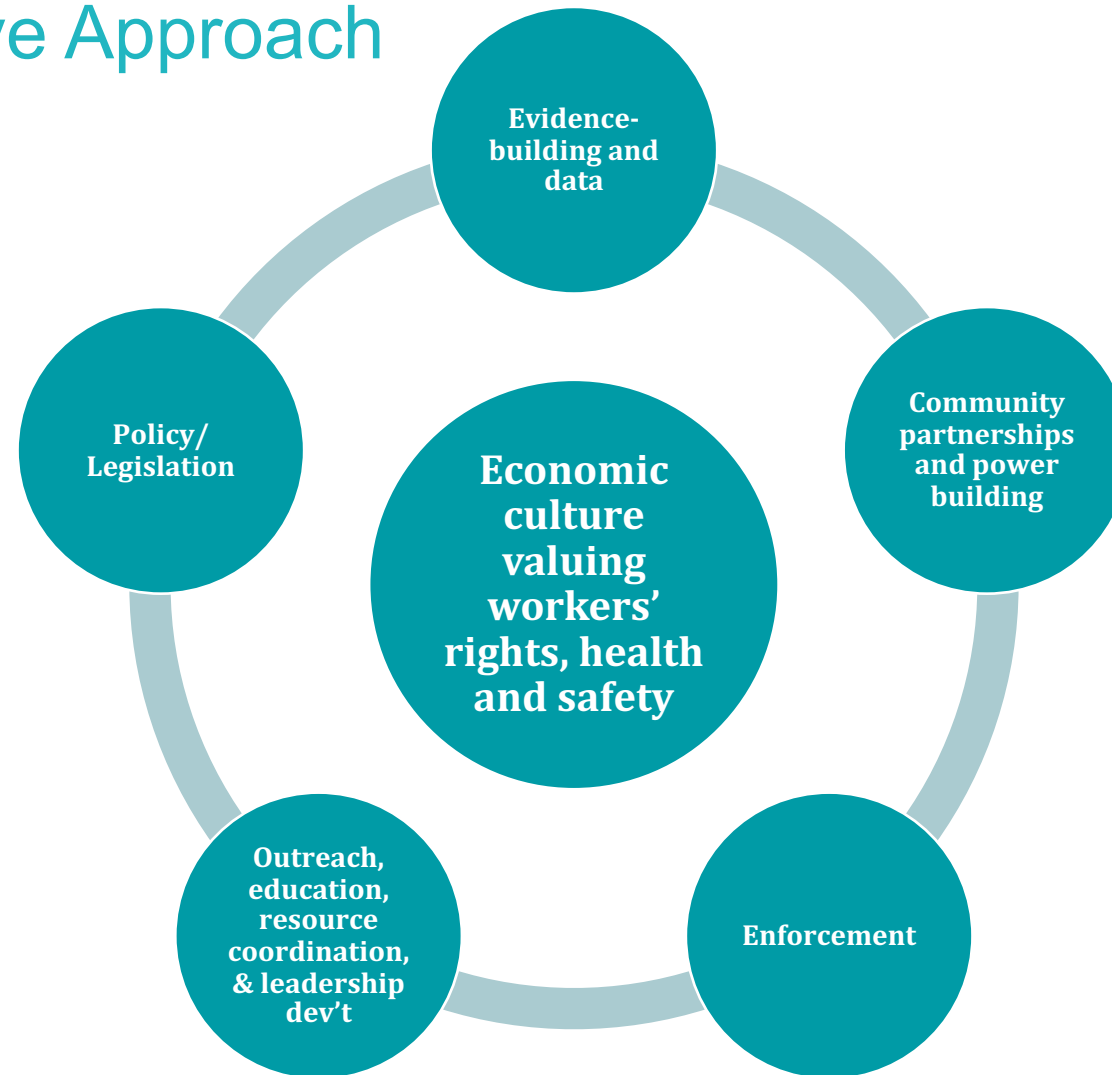 ve Approach
Evidence-
building and
data
Community
partnerships
and power
building
Enforcement
Outreach,
education,
resource
coordination,
& leadership
dev’t
Policy/
Legislation
Economic
culture
valuing
workers’
rights, health
and safety